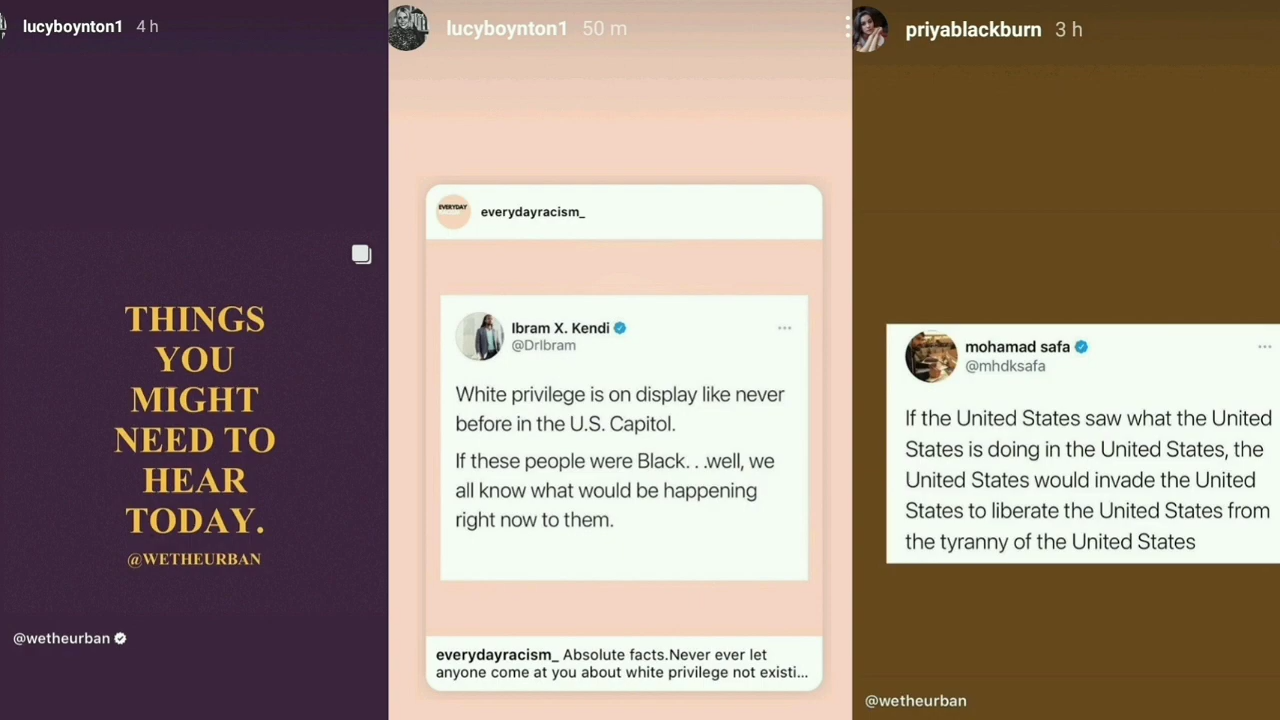 lucyboynton1 4 h
THINGS
YOU
MIGHT
NEED TO
HEAR
TODAY.
@WETHEURBAN
@wetheurban
lucyboynton1 50 m
EVERYDAY
everydayracism_
Ibram X. Kendi
@DrIbram
White privilege is on display like never
before in the U.S. Capitol.
If these people were Black. . .well, we
all know what would be happening
right now to them.
everydayracism_ Absolute facts.Never ever let
anyone come at you about white privilege not existi...
priyablackburn 3 h
mohamad safa
@mhdksafa
If the United States saw what the United
States is doing in the United States, the
United States would invade the United
States to liberate the United States from
the tyranny of the United States
@wetheurban